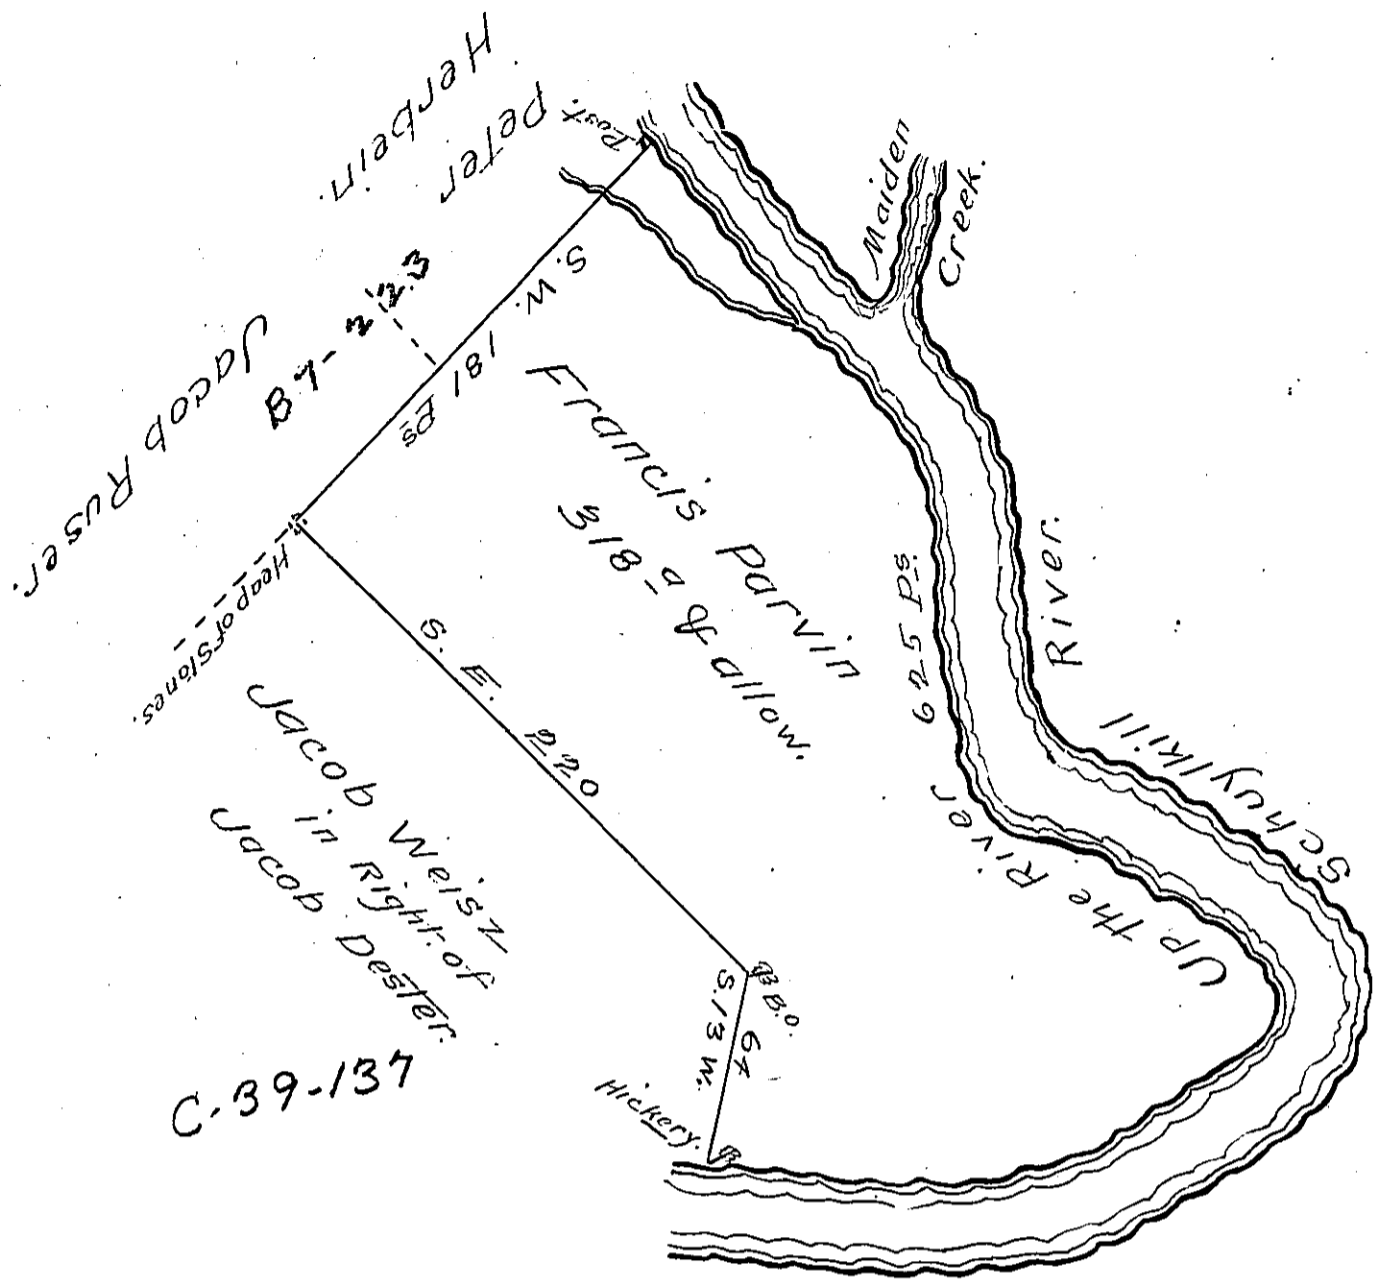 Peter
Herbein.
Post.
Maiden
Creek.
S. W. 181 Ps
B-1-223
Jacob Ruser.
Heap of Stones.
Francis Parvin
318 a & allow.
625 Ps.
Up the River
River.
Schuylkill
S. E. 220
Jacob Weisz
in Right of
Jacob Dester.
B.O.
S. 13 W.
64
Hickery.
C-39-137